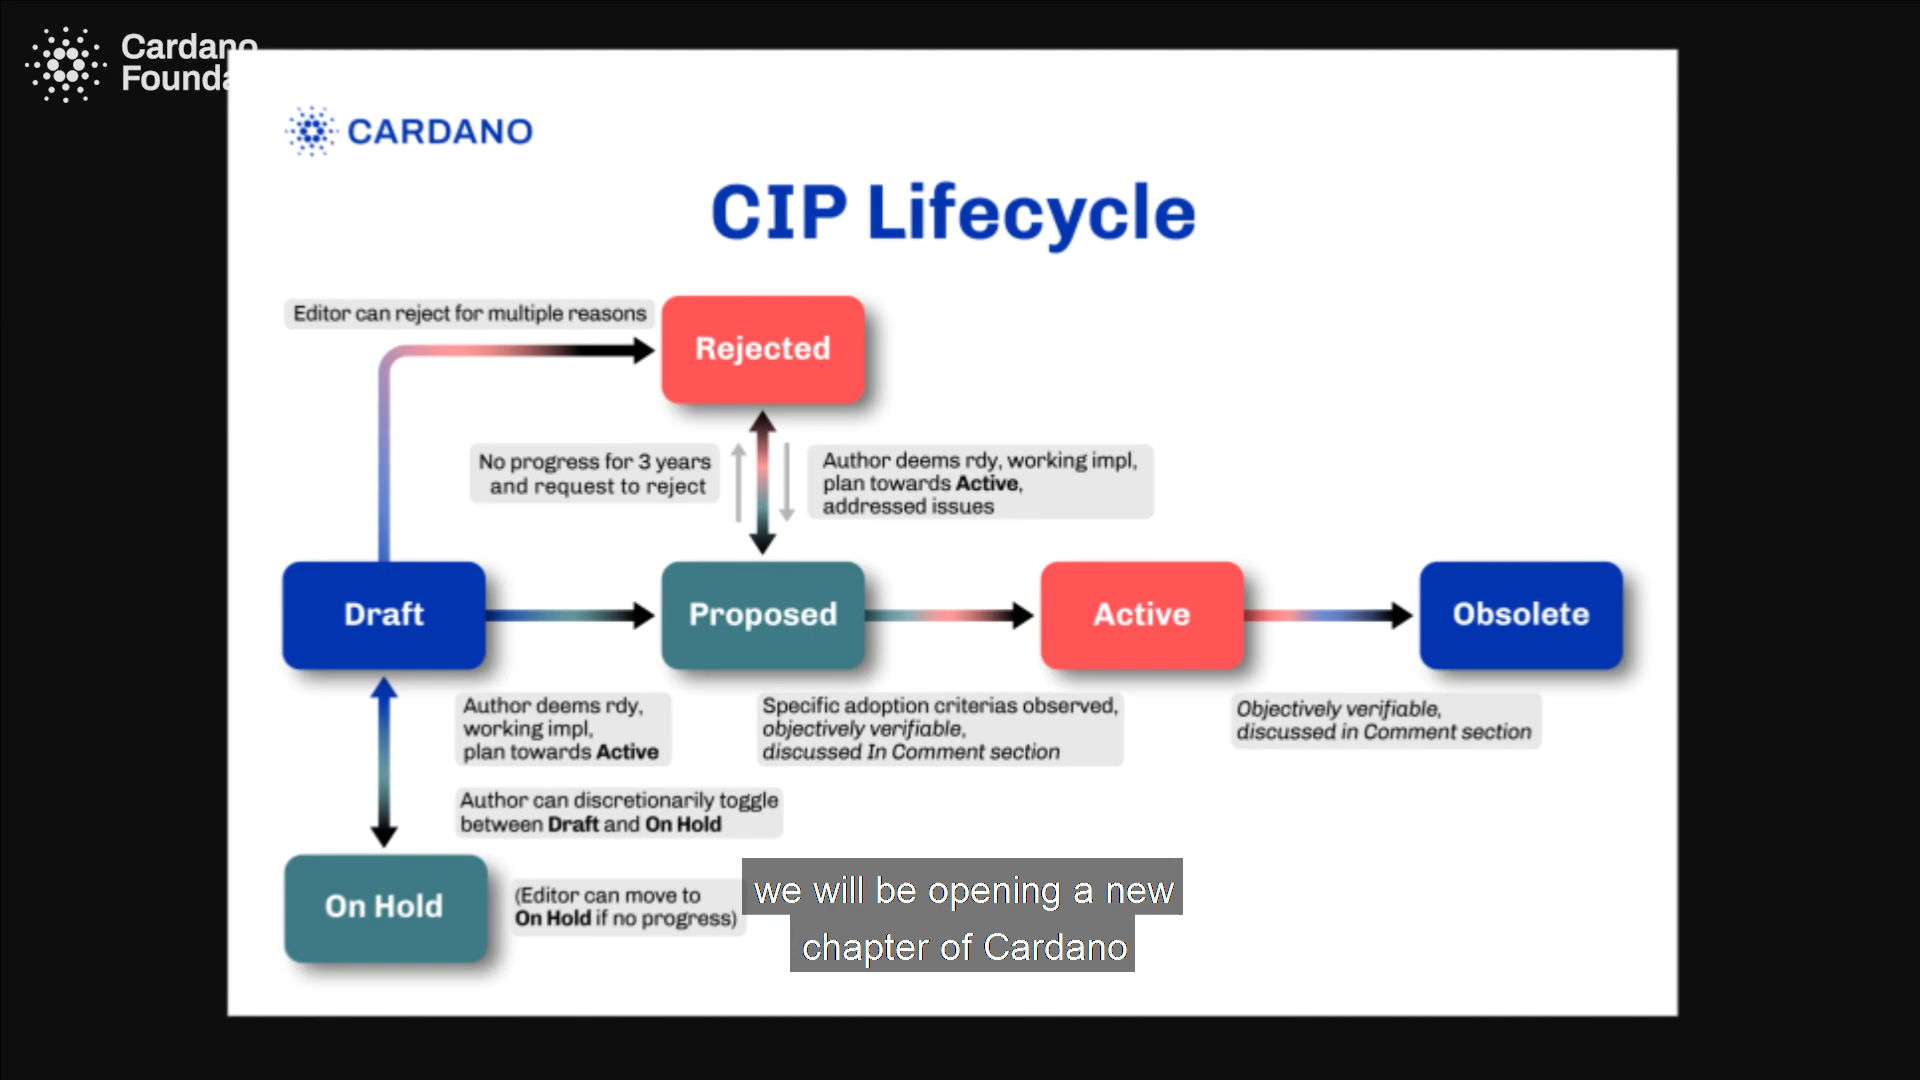 Cardano
Founda
CARDANO
CIP Lifecycle
Editor can reject for multiple reasons
Rejected
No progress for 3 years
and request to reject
Author deems rdy, working impl,
plan towards Active,
addressed issues
Draft
Proposed
Active
Obsolete
Author deems rdy,
working impl,
plan towards Active
Specific adoption criterias observed,
objectively verifiable,
discussed In Comment section
Objectively verifiable,
discussed in Comment section
Author can discretionarily toggle
between Draft and On Hold
On Hold
(Editor can move to
On Hold if no progress)
we will be opening a new
chapter of Cardano